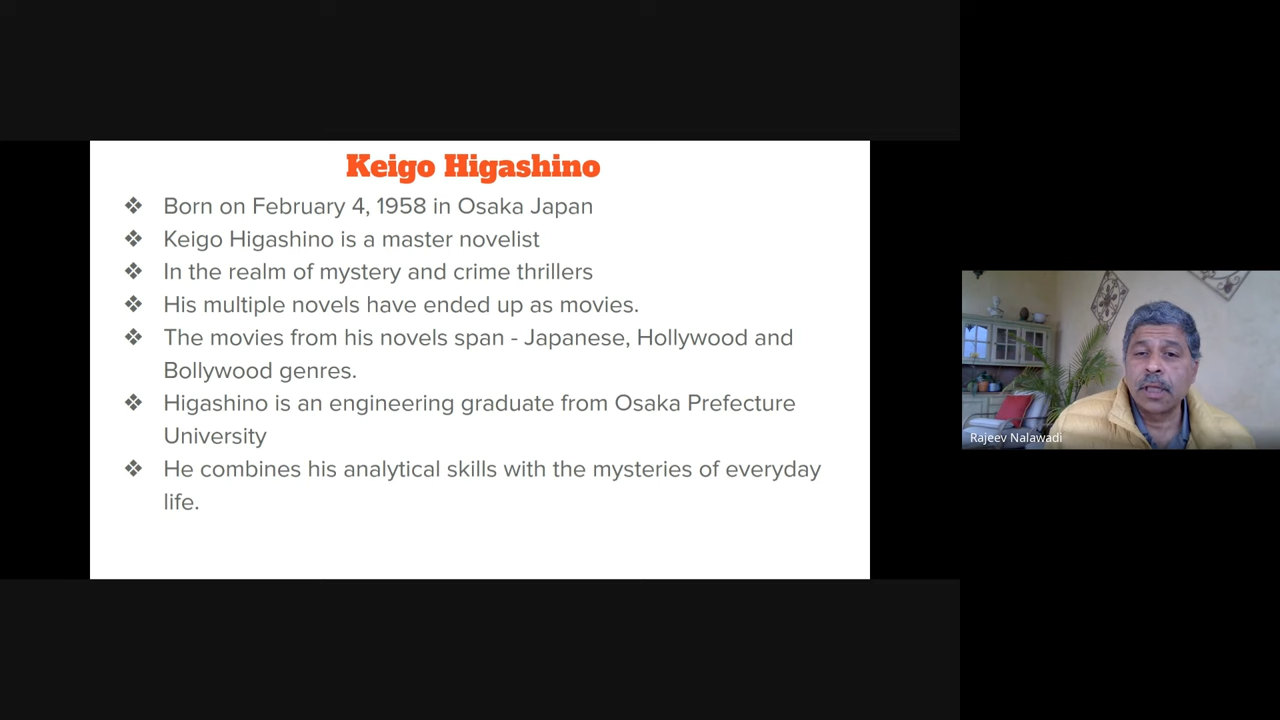 Keigo Higashino
❖ Born on February 4, 1958 in Osaka Japan
❖ Keigo Higashino is a master novelist
❖ In the realm of mystery and crime thrillers
❖ His multiple novels have ended up as movies.
❖ The movies from his novels span - Japanese, Hollywood and
Bollywood genres.
❖ Higashino is an engineering graduate from Osaka Prefecture
University
❖ He combines his analytical skills with the mysteries of everyday
life.
Rajeev Nalawadi